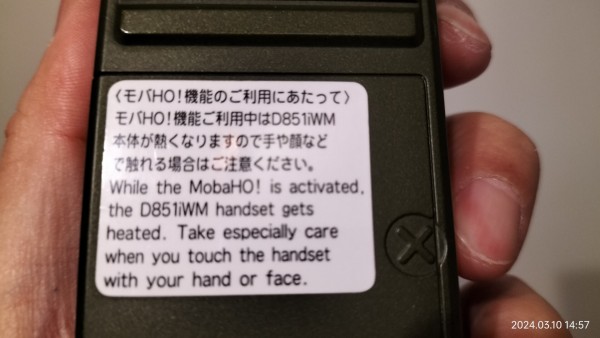 〈モバHO！機能のご利用にあたって〉
モバHO！機能ご利用中はD851iWM
本体が熱くなりますので手や顔など
で触れる場合はご注意ください。
While the MobaHO! is activated,
the D851iWM handset gets
heated. Take especially care
when you touch the handset
with your hand or face.
2024.03.10 14:57